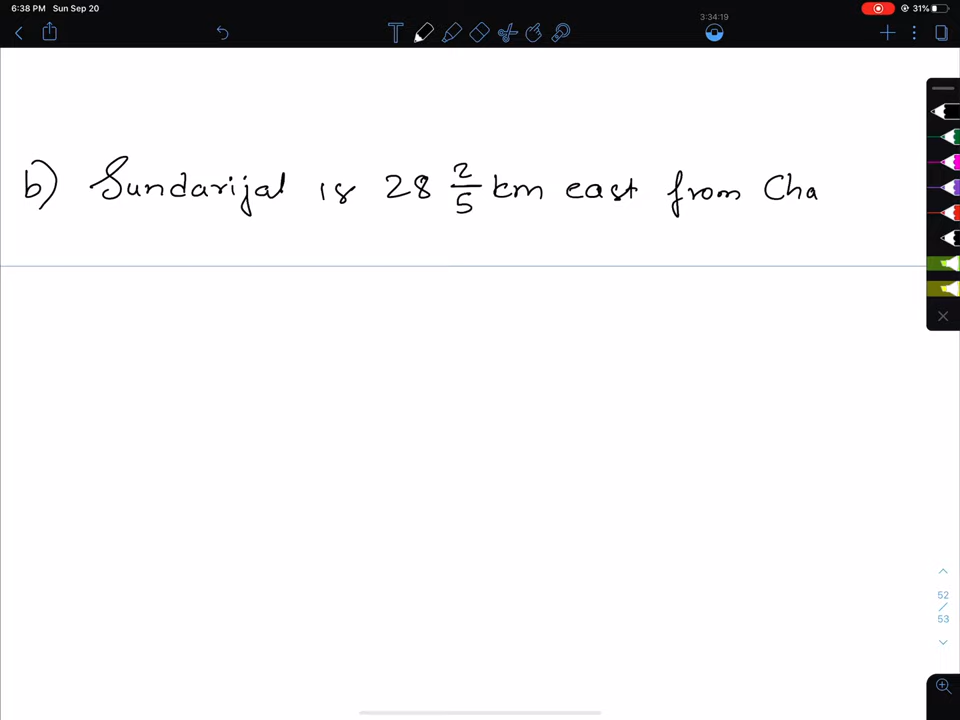 6:38 PM Sun Sep 20
31%
3:34:19
b) Sundarijal is 28 2/5 km east from Cha
52
/
53